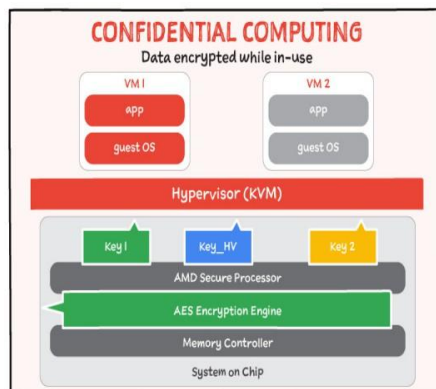 CONFIDENTIAL COMPUTING
Data encrypted while in-use
VM 1
VM 2
app
app
guest OS
guest OS
Hypervisor (KVM)
Key 1
Key_HV
Key 2
AMD Secure Processor
AES Encryption Engine
Memory Controller
System on Chip